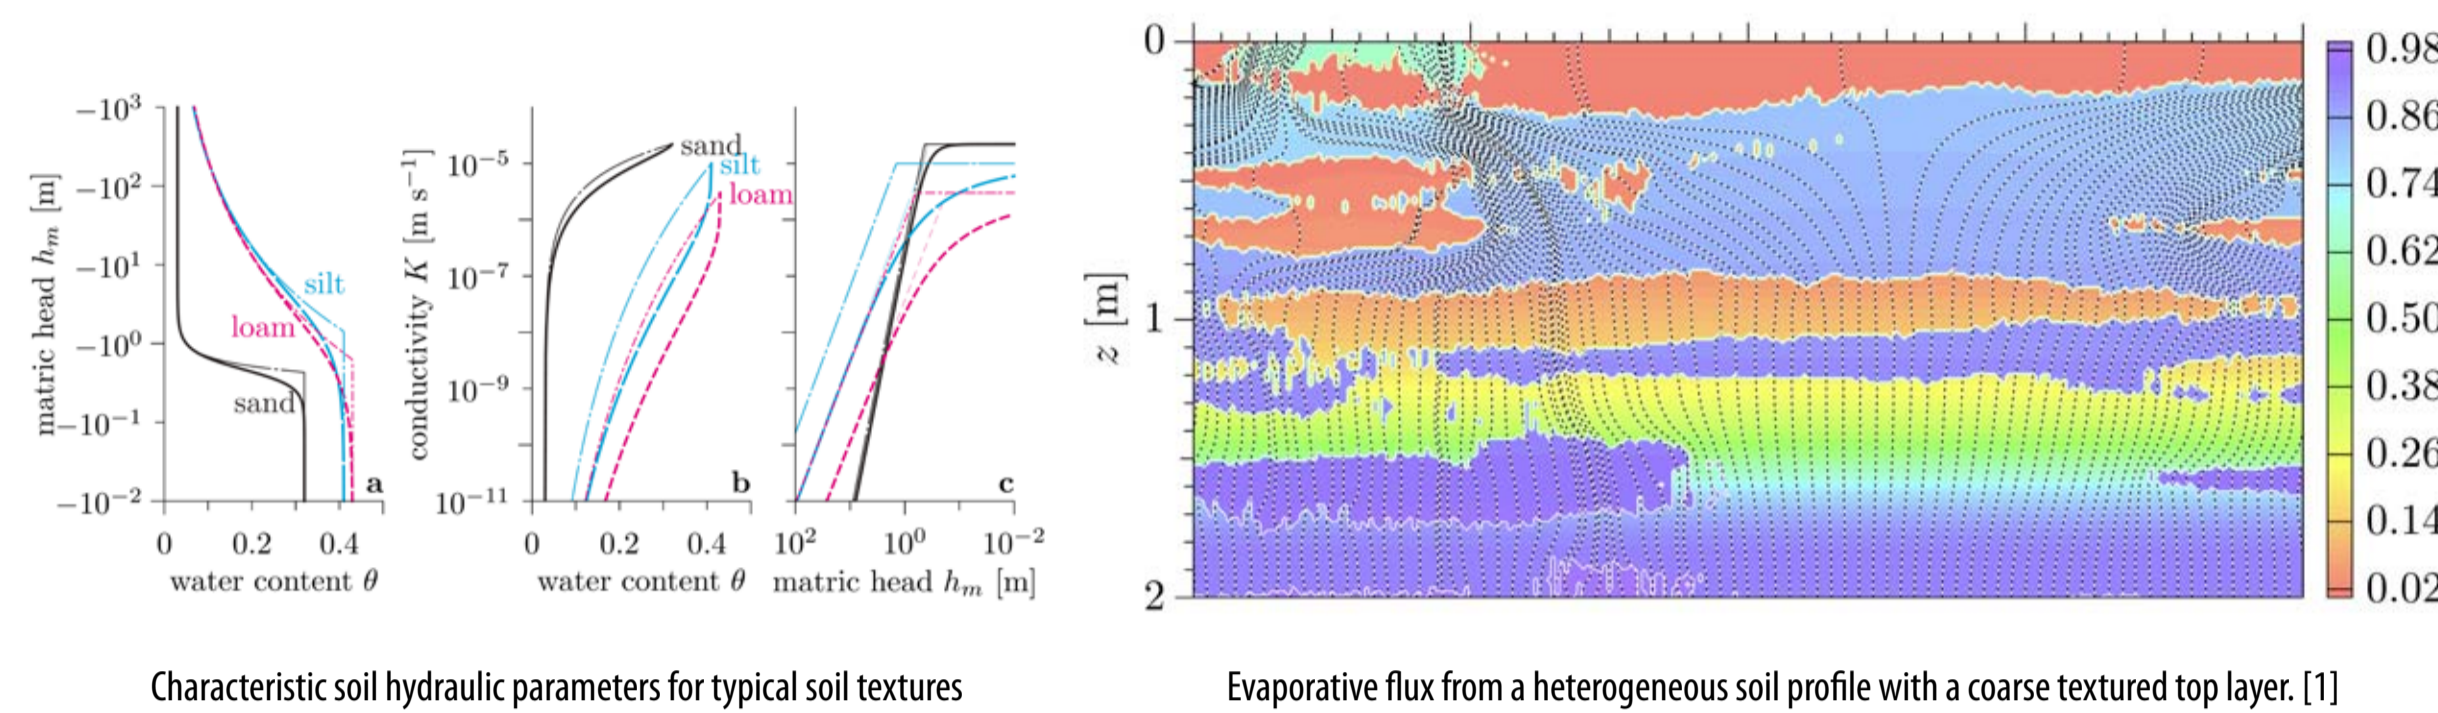 −10³
−10²
−10¹
−10⁰
−10⁻¹
−10⁻²
matric head hₘ [m]
silt
loam
sand
a
0 0.2 0.4
water content θ
conductivity K [m s⁻¹]
10⁻⁵
10⁻⁷
10⁻⁹
10⁻¹¹
sand
silt
loam
b
0 0.2 0.4
water content θ
c
10² 10⁰ 10⁻²
matric head hₘ [m]
z [m]
0
1
2
0.98
0.86
0.74
0.62
0.50
0.38
0.26
0.14
0.02
Characteristic soil hydraulic parameters for typical soil textures
Evaporative flux from a heterogeneous soil profile with a coarse textured top layer. [1]